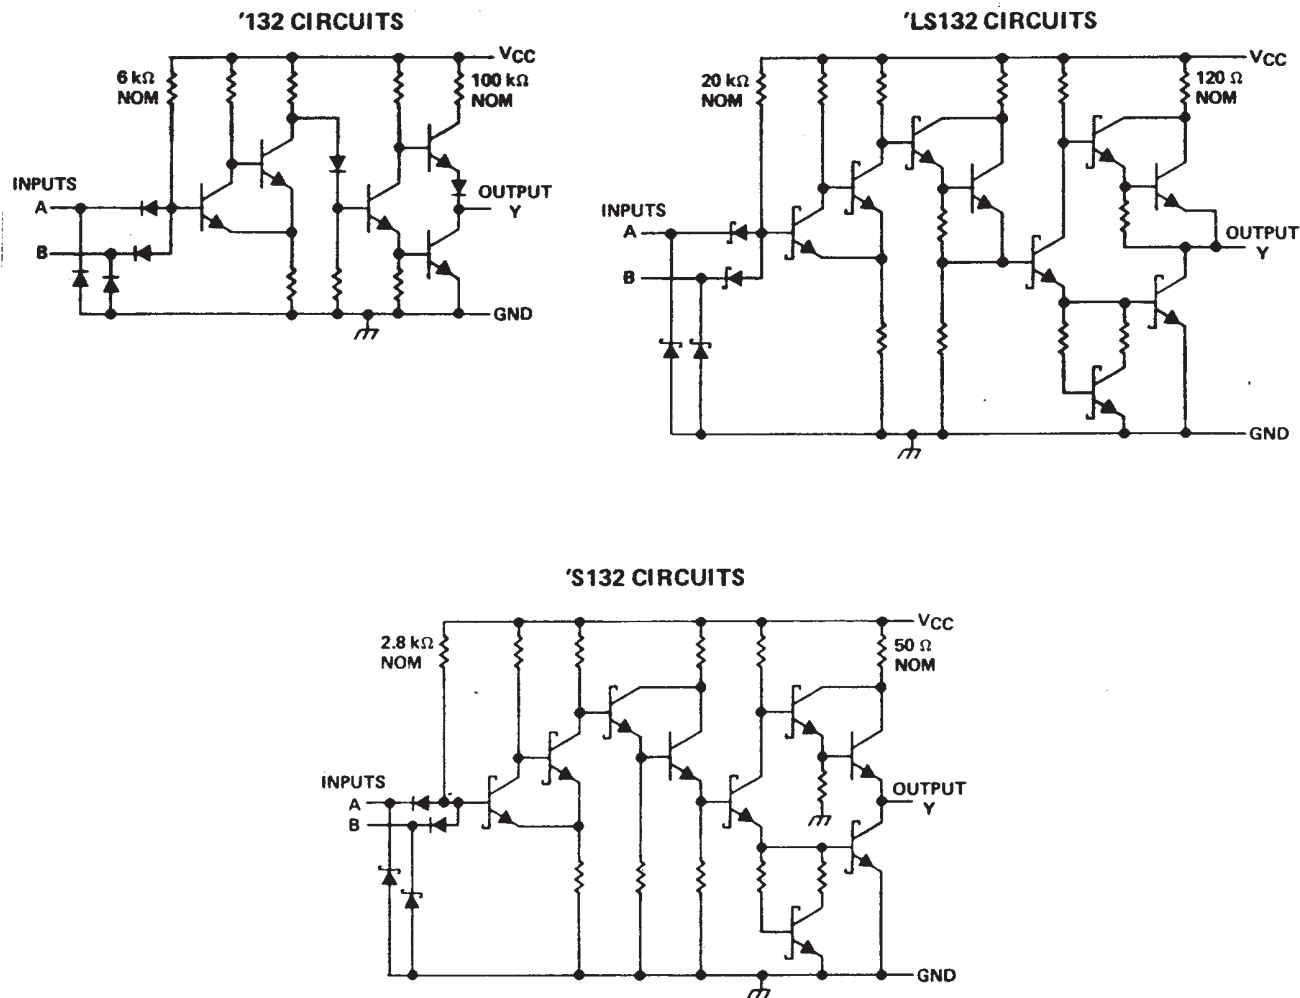 '132 CIRCUITS
VCC
6 kΩ
NOM
100 kΩ
NOM
INPUTS
A
B
OUTPUT
Y
GND
'LS132 CIRCUITS
VCC
20 kΩ
NOM
120 Ω
NOM
INPUTS
A
B
OUTPUT
Y
GND
'S132 CIRCUITS
VCC
2.8 kΩ
NOM
50 Ω
NOM
INPUTS
A
B
OUTPUT
Y
GND